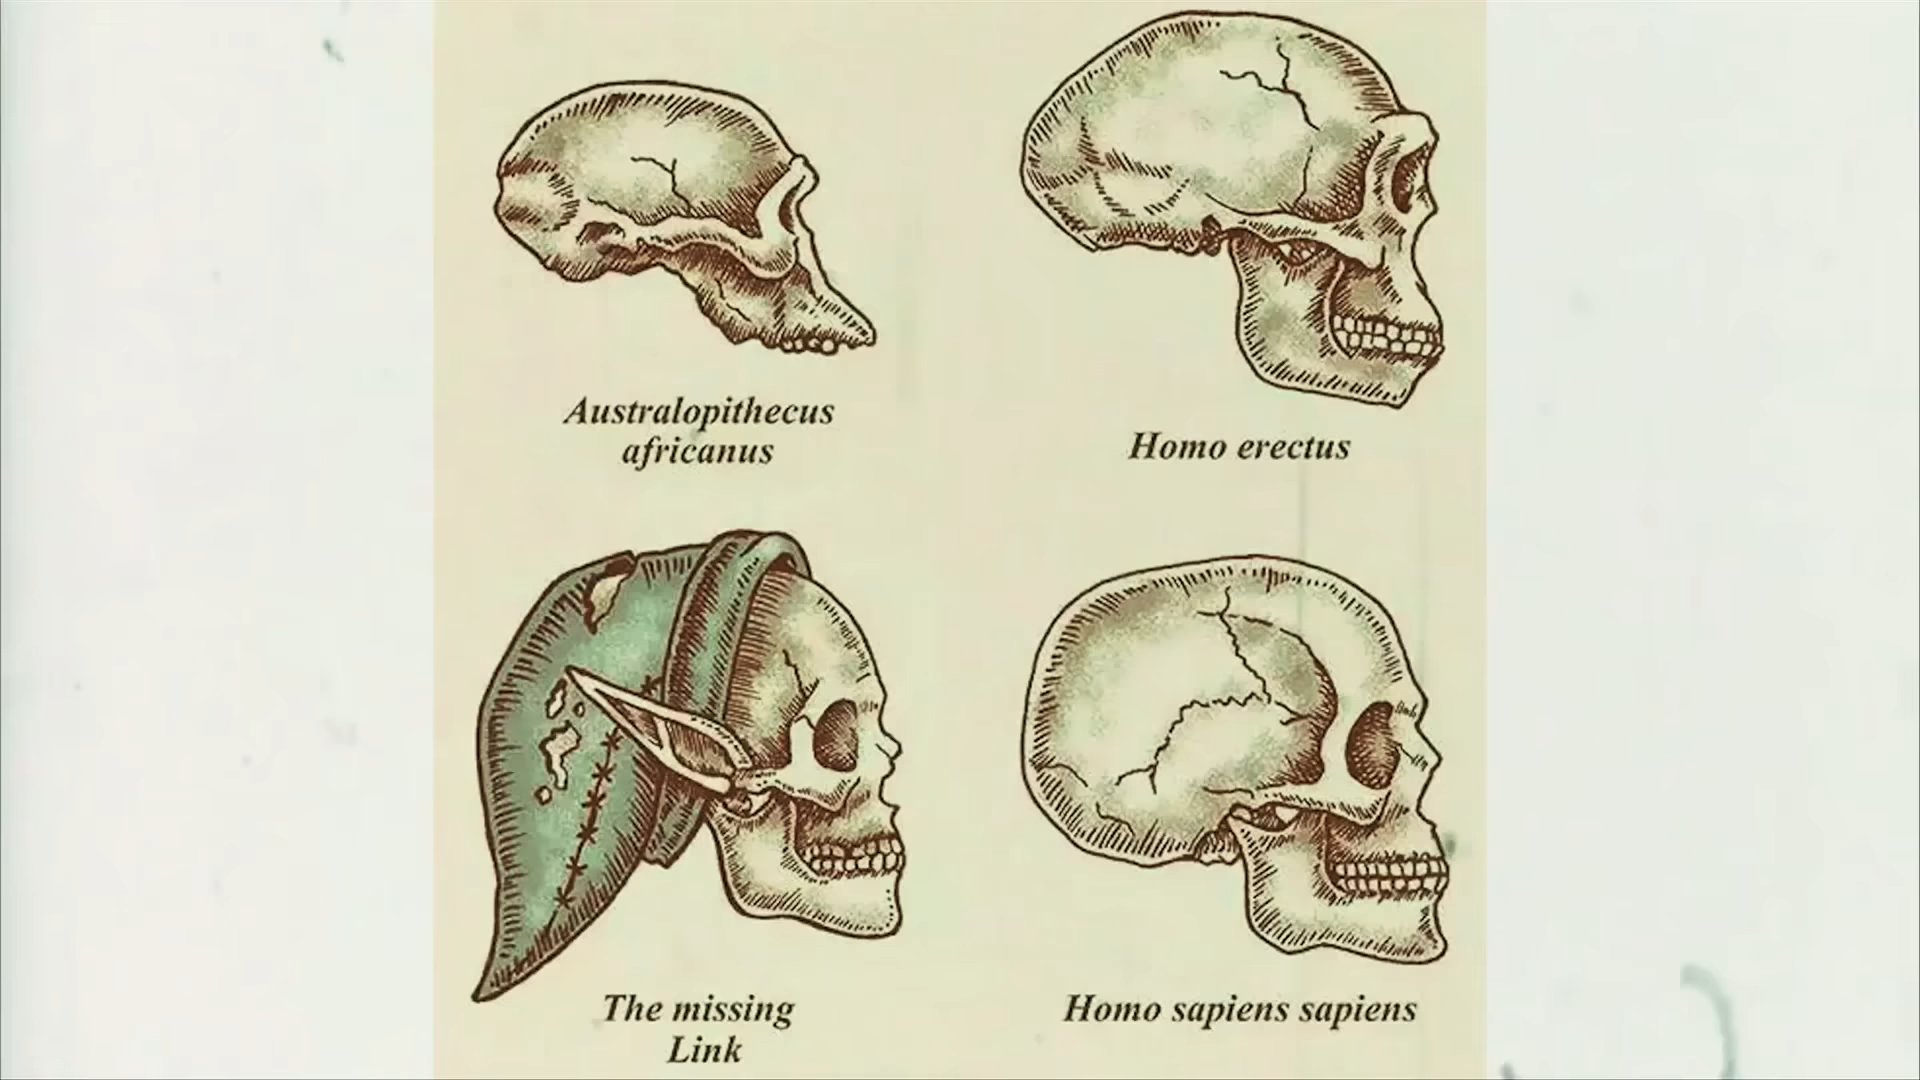 Australopithecus
africanus
Homo erectus
The missing
Link
Homo sapiens sapiens